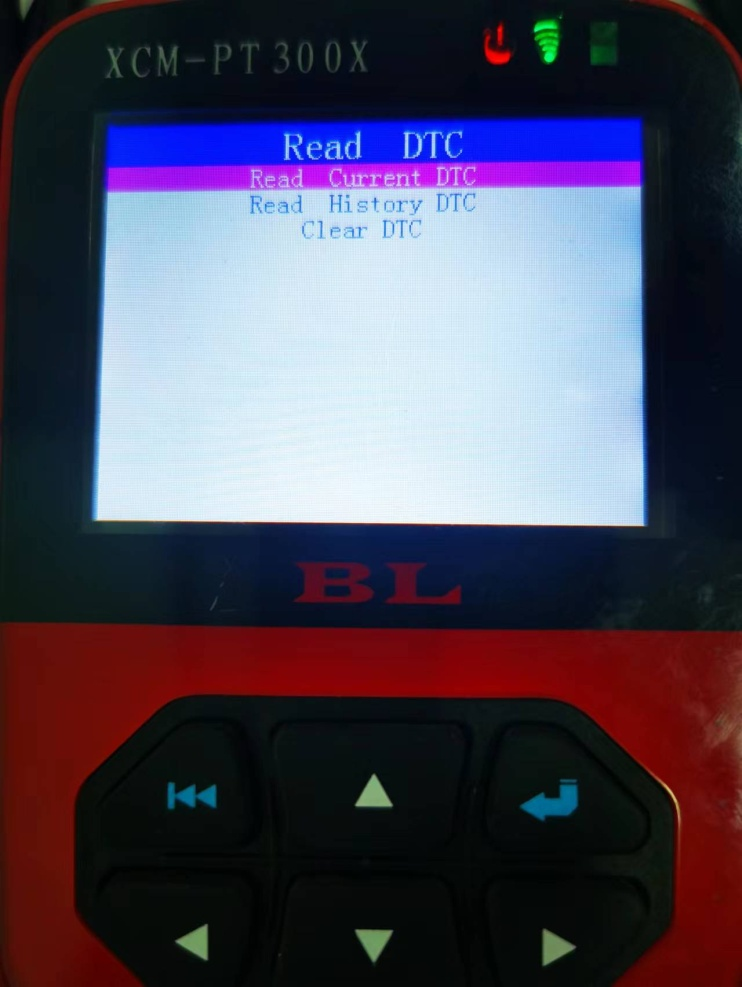 XCM-PT300X
Read DTC
Read Current DTC
Read History DTC
Clear DTC
BL